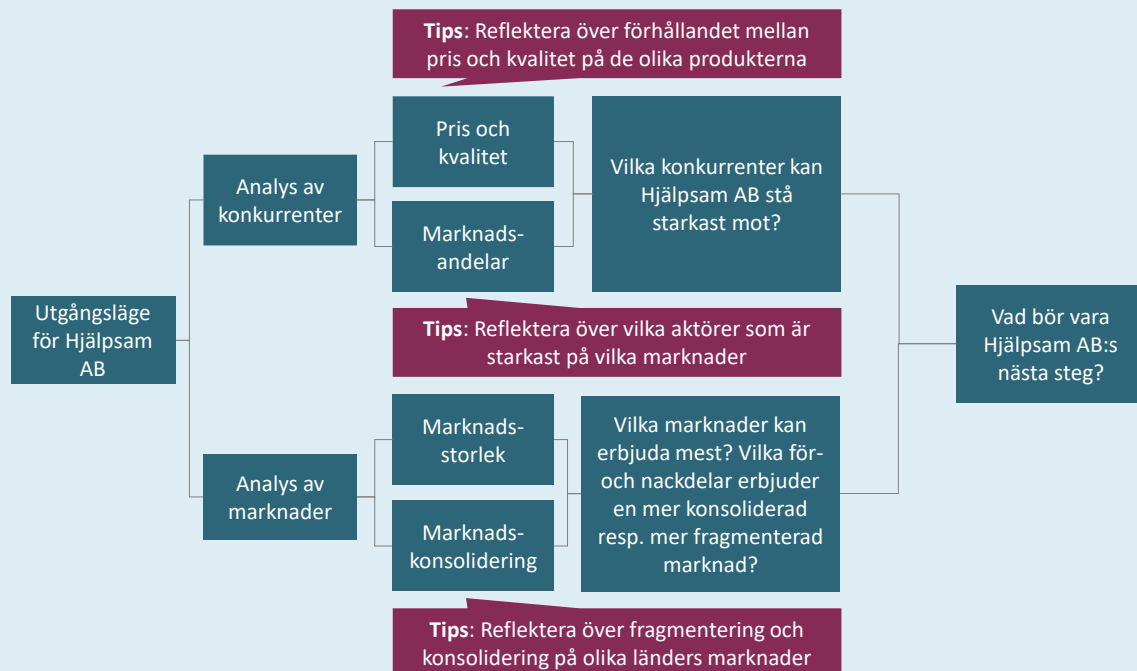 Tips: Reflektera över förhållandet mellan
pris och kvalitet på de olika produkterna
Pris och
kvalitet
Vilka konkurrenter kan
Hjälpsam AB stå
starkast mot?
Analys av
konkurrenter
Marknads-
andelar
Utgångsläge
för Hjälpsam
AB
Tips: Reflektera över vilka aktörer som är
starkast på vilka marknader
Vad bör vara
Hjälpsam AB:s
nästa steg?
Marknads-
storlek
Vilka marknader kan
erbjuda mest? Vilka för-
och nackdelar erbjuder
en mer konsoliderad
resp. mer fragmenterad
marknad?
Analys av
marknader
Marknads-
konsolidering
Tips: Reflektera över fragmentering och
konsolidering på olika länders marknader